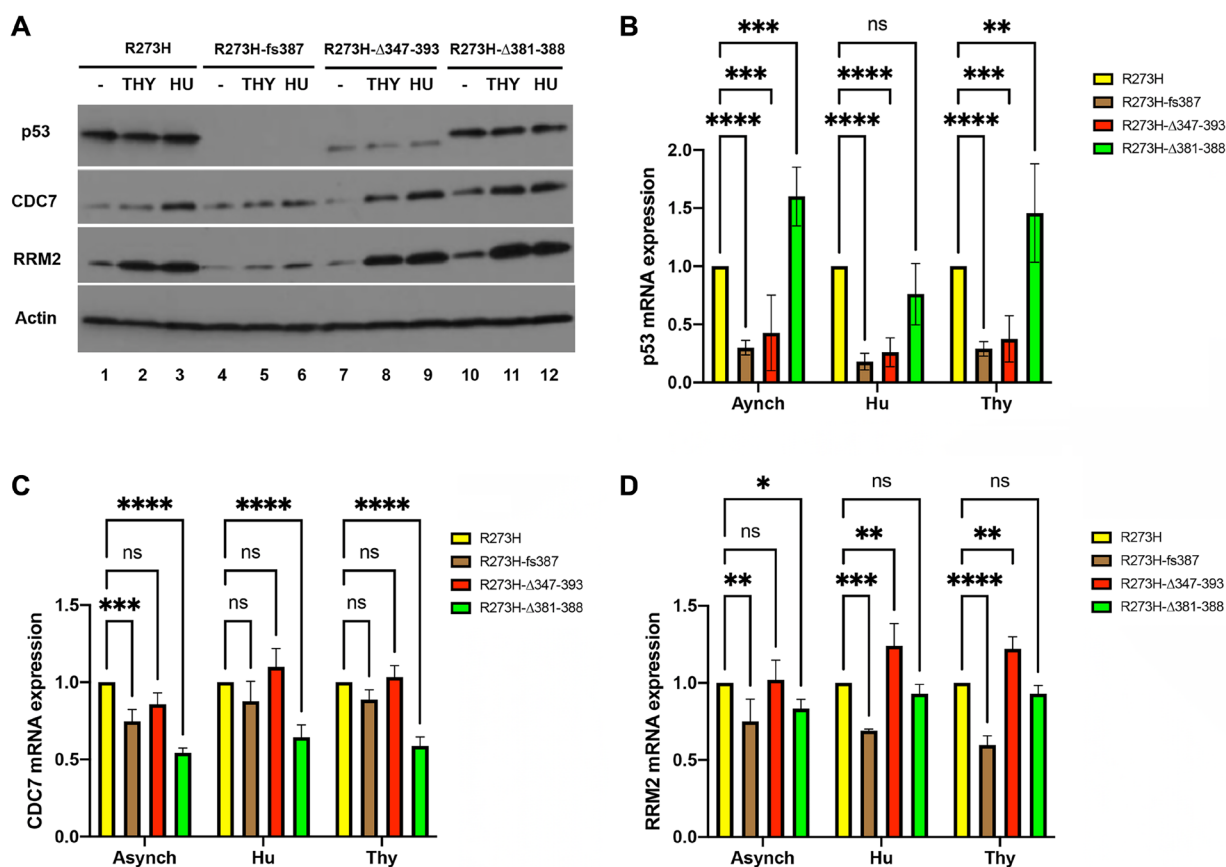 A
R273H R273H-fs387 R273H-Δ347-393 R273H-Δ381-388
- THY HU - THY HU - THY HU - THY HU
p53
CDC7
RRM2
Actin
1 2 3 4 5 6 7 8 9 10 11 12
B
*** ns **
*** **** ***
**** **** ****
R273H
R273H-fs387
R273H-Δ347-393
R273H-Δ381-388
p53 mRNA expression
2.0
1.5
1.0
0.5
0.0
Aynch Hu Thy
C
**** **** ****
ns ns ns
*** ns ns
R273H
R273H-fs387
R273H-Δ347-393
R273H-Δ381-388
CDC7 mRNA expression
1.5
1.0
0.5
0.0
Asynch Hu Thy
D
* ns ns
ns ** **
** *** ****
R273H
R273H-fs387
R273H-Δ347-393
R273H-Δ381-388
RRM2 mRNA expression
1.5
1.0
0.5
0.0
Asynch Hu Thy